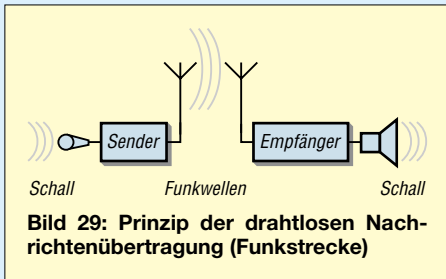 Sender
Empfänger
Schall
Funkwellen
Schall
Bild 29: Prinzip der drahtlosen Nach-
richtenübertragung (Funkstrecke)